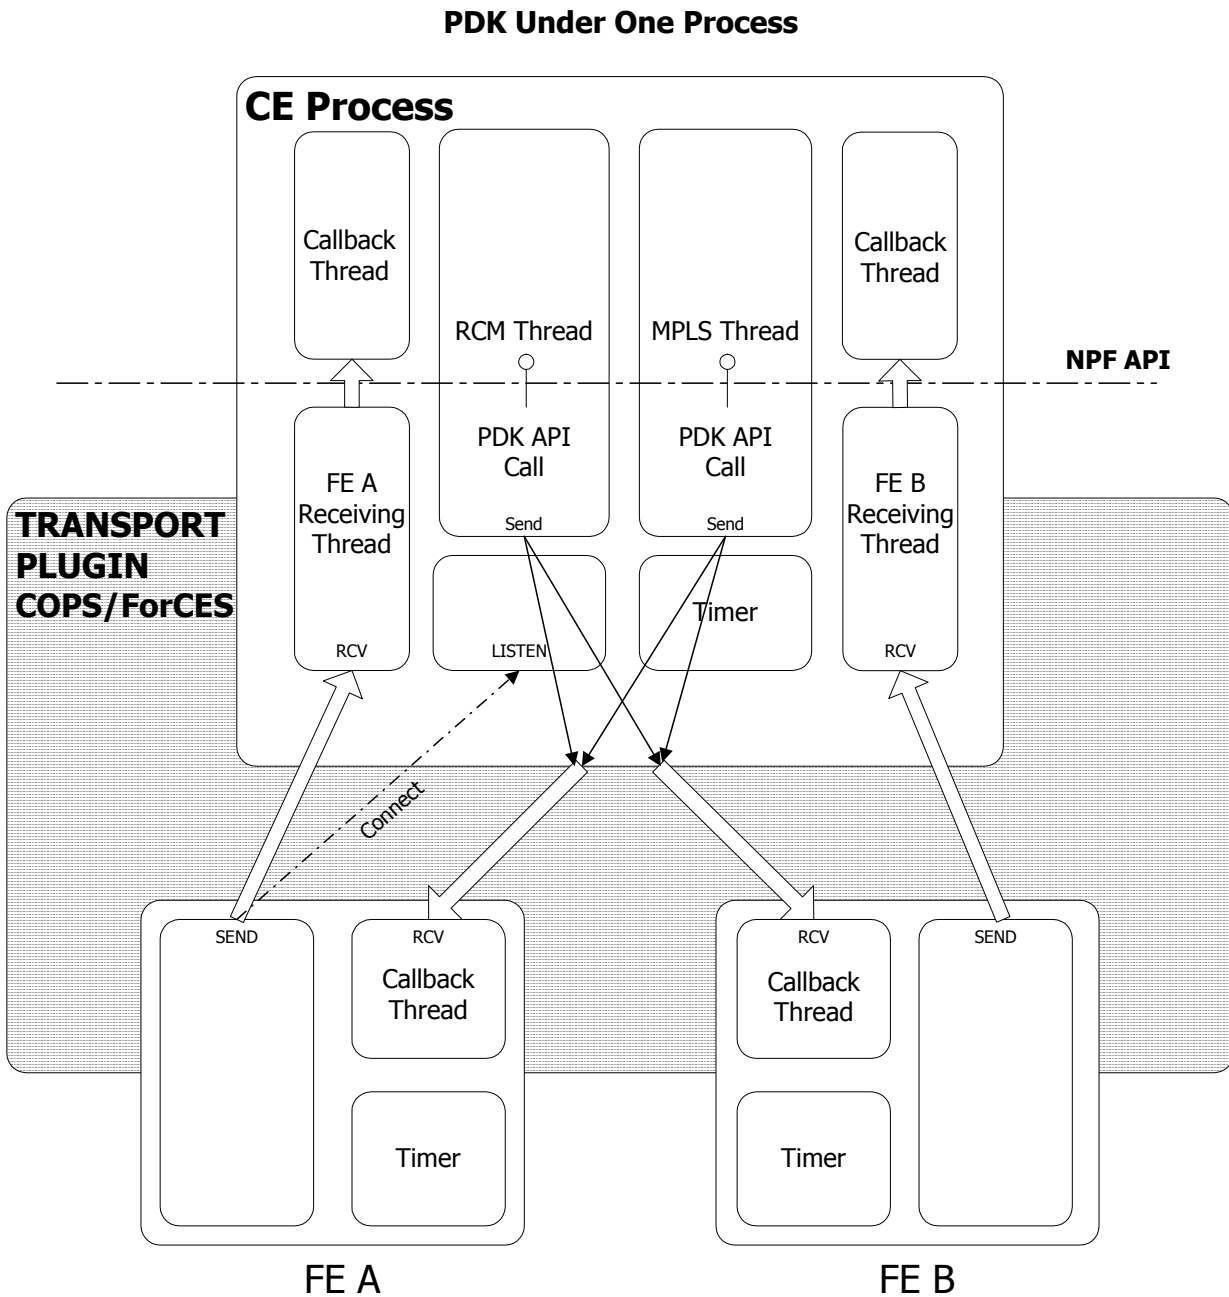 PDK Under One Process
CE Process
Callback
Thread
RCM Thread
MPLS Thread
Callback
Thread
NPF API
PDK API
Call
PDK API
Call
FE A
Receiving
Thread
FE B
Receiving
Thread
TRANSPORT
PLUGIN
COPS/ForCES
Send
Send
Timer
RCV
LISTEN
RCV
Connect
SEND
RCV
Callback
Thread
Timer
RCV
Callback
Thread
SEND
Timer
FE A
FE B